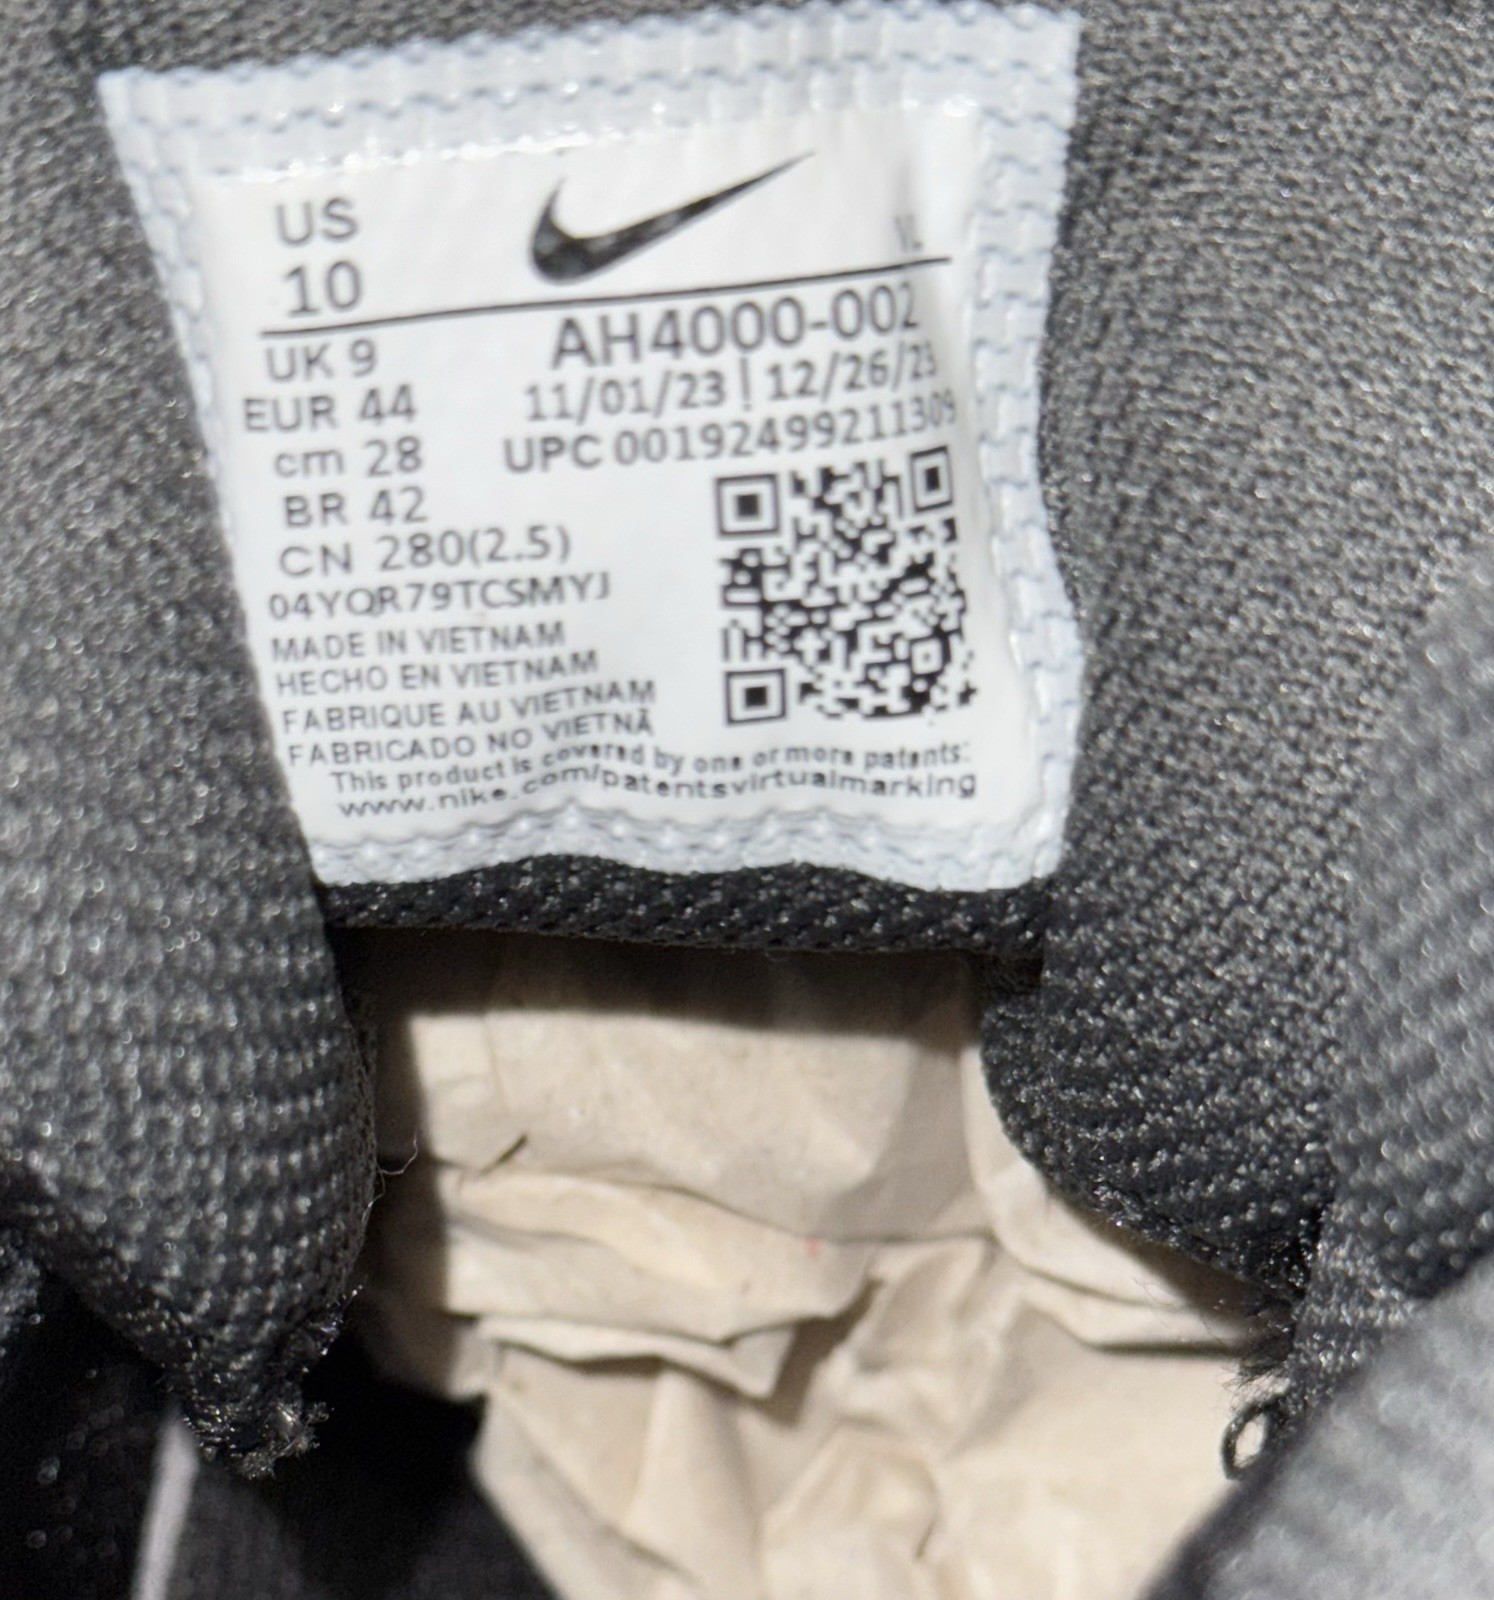 US
10
UK 9
EUR 44
cm 28
BR 42
CN 280(2.5)
04YQR79TCSMYJ
MADE IN VIETNAM
HECHO EN VIETNAM
FABRIQUE AU VIETNAM
FABRICADO NO VIETNÃ
AH4000-002
11/01/23 | 12/26/23
UPC 00192499211309
This product is covered by one or more patents:
www.nike.com/patentsvirtualmarking